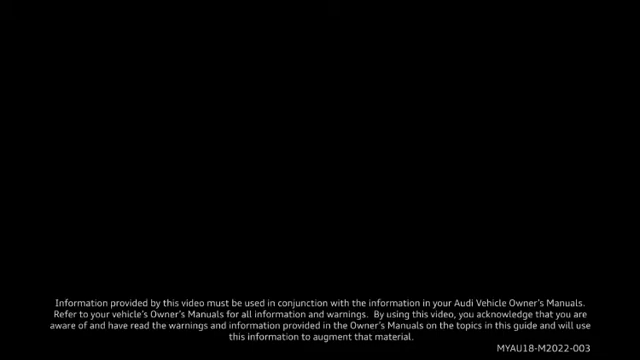 Information provided by this video must be used in conjunction with the information in your Audi Vehicle Owner's Manuals.
Refer to your vehicle's Owner's Manuals for all information and warnings.  By using this video, you acknowledge that you are
aware of and have read the warnings and information provided in the Owner's Manuals on the topics in this guide and will use
this information to augment that material.
MYAU18-M2022-003